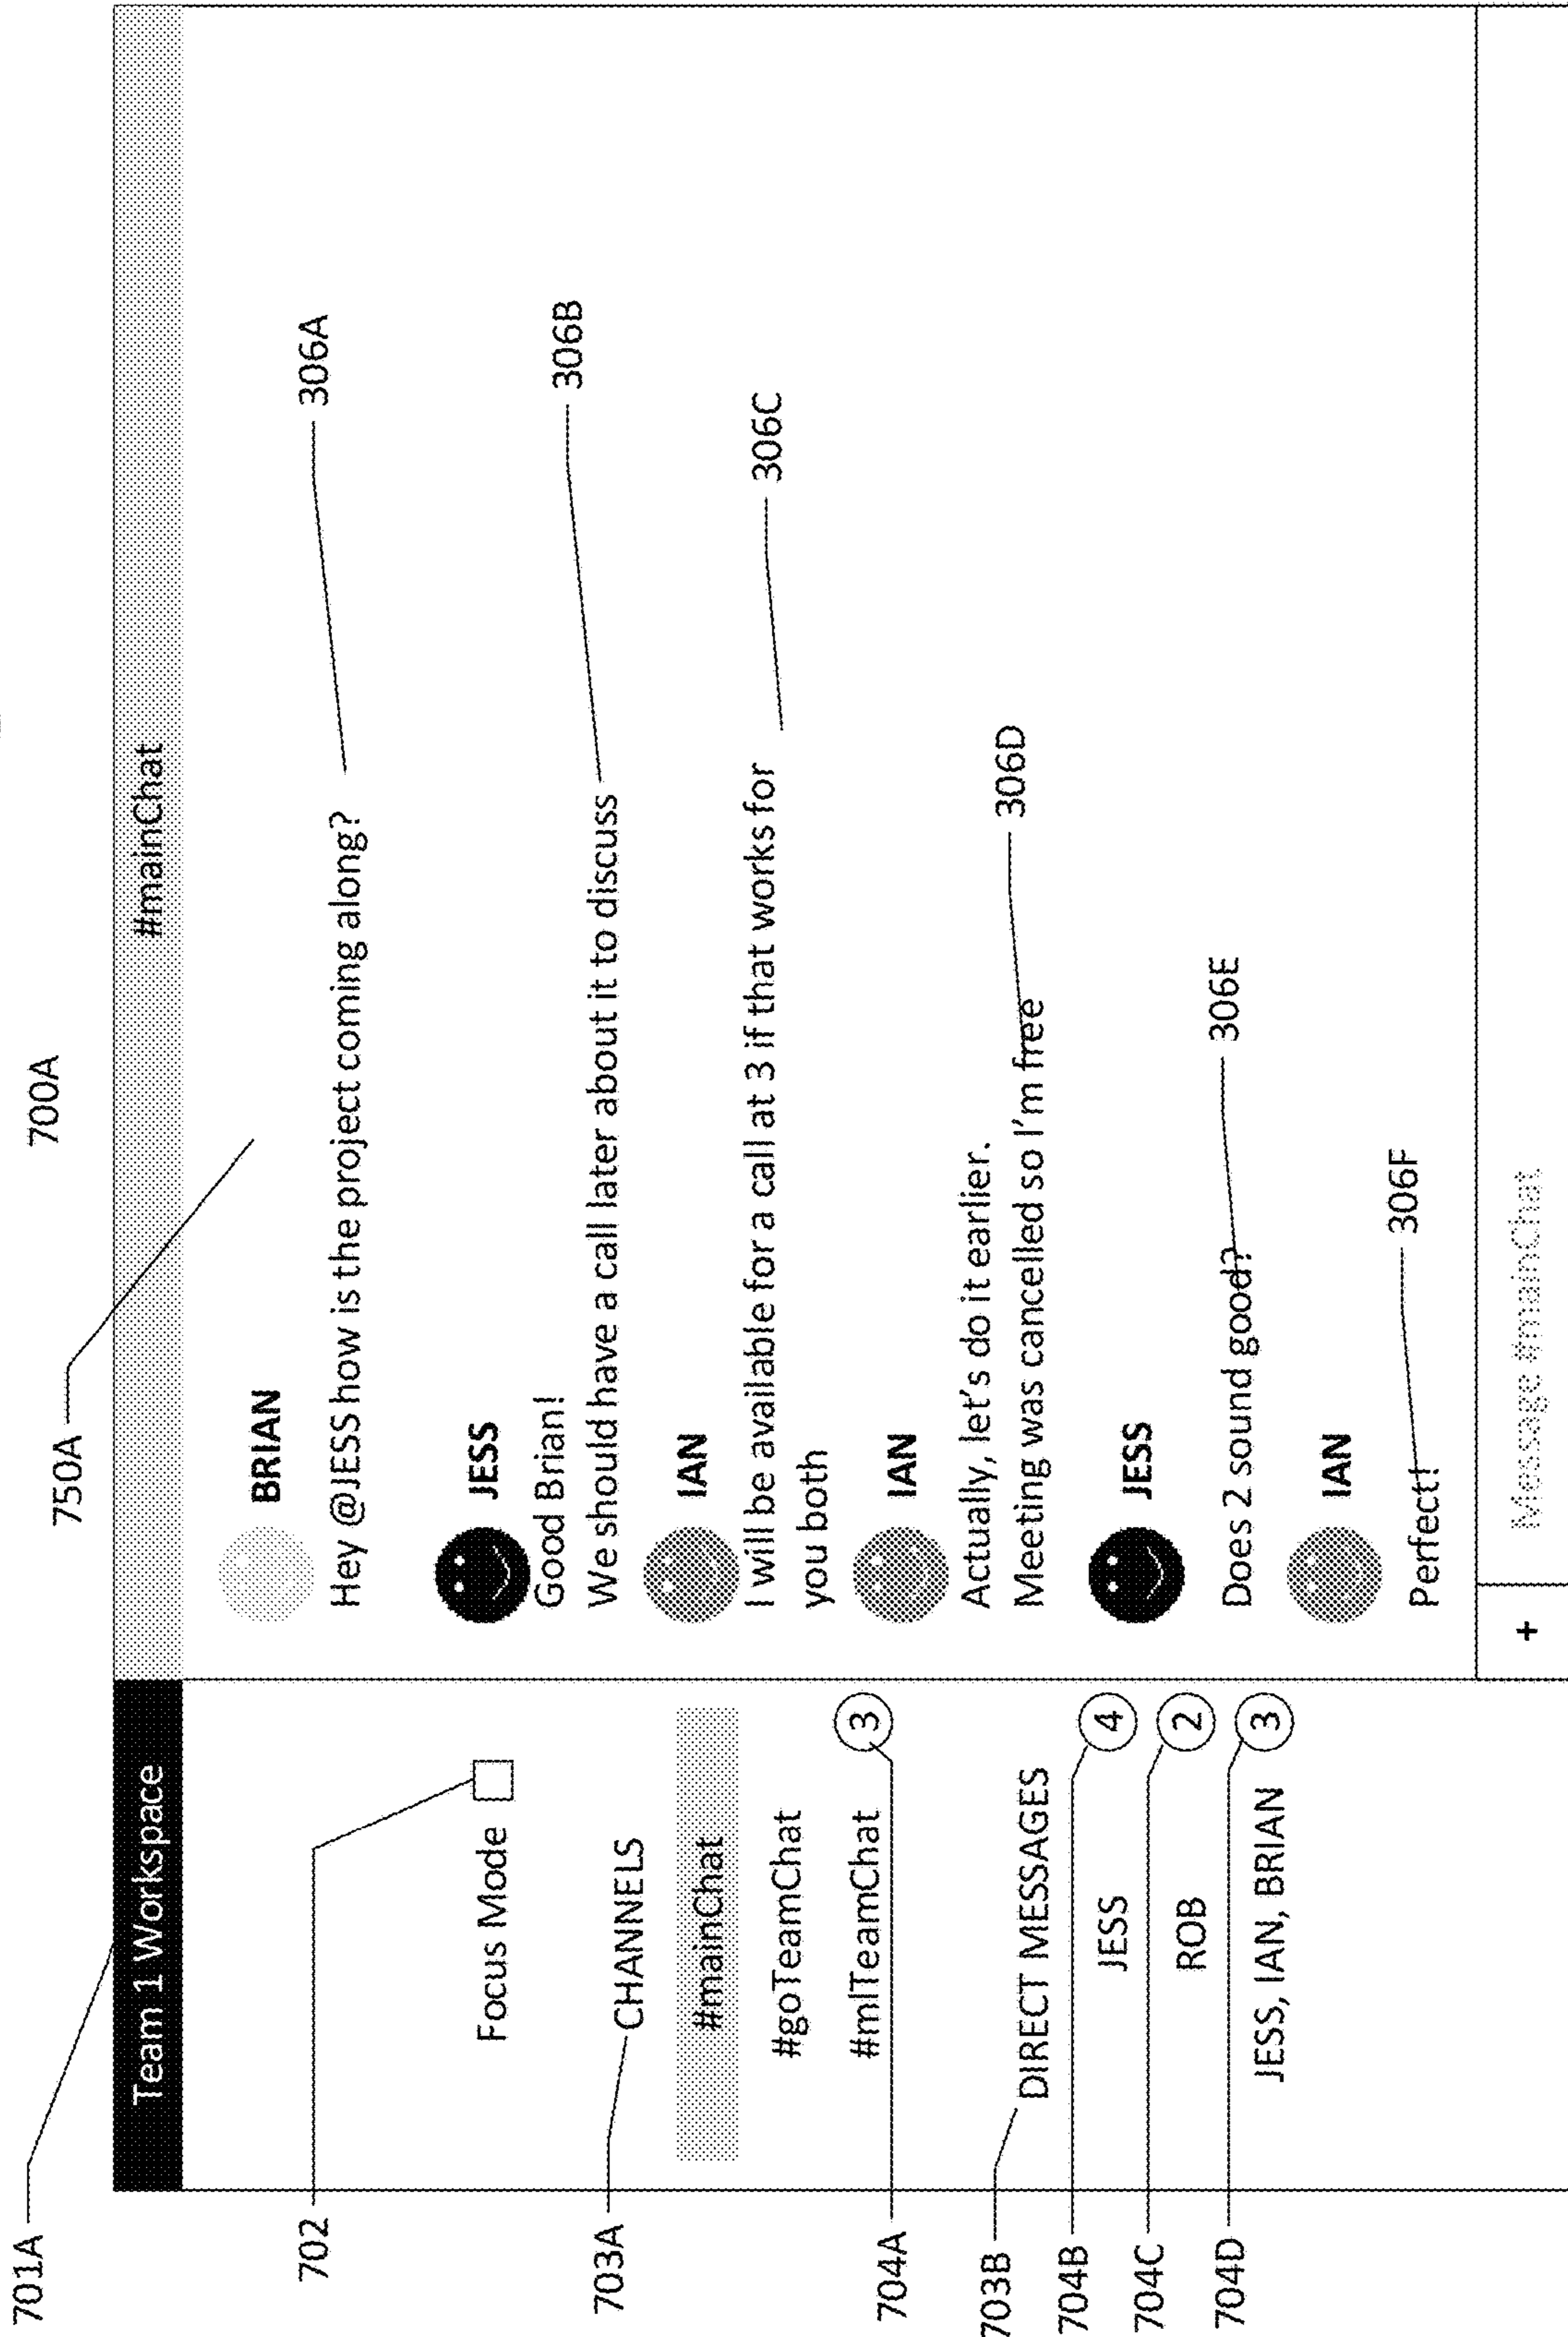 700A
701A
750A
Team 1 Workspace
#mainChat
702
Focus Mode
703A
CHANNELS
#mainChat
#goTeamChat
#mlTeamChat
3
704A
703B
DIRECT MESSAGES
704B
JESS
4
704C
ROB
2
704D
JESS, IAN, BRIAN
3
BRIAN
Hey @JESS how is the project coming along?
306A
JESS
Good Brian!
We should have a call later about it to discuss
306B
IAN
I will be available for a call at 3 if that works for
you both
306C
IAN
Actually, let's do it earlier.
Meeting was cancelled so I'm free
306D
JESS
Does 2 sound good?
306E
IAN
Perfect!
306F
+
Message #mainChat